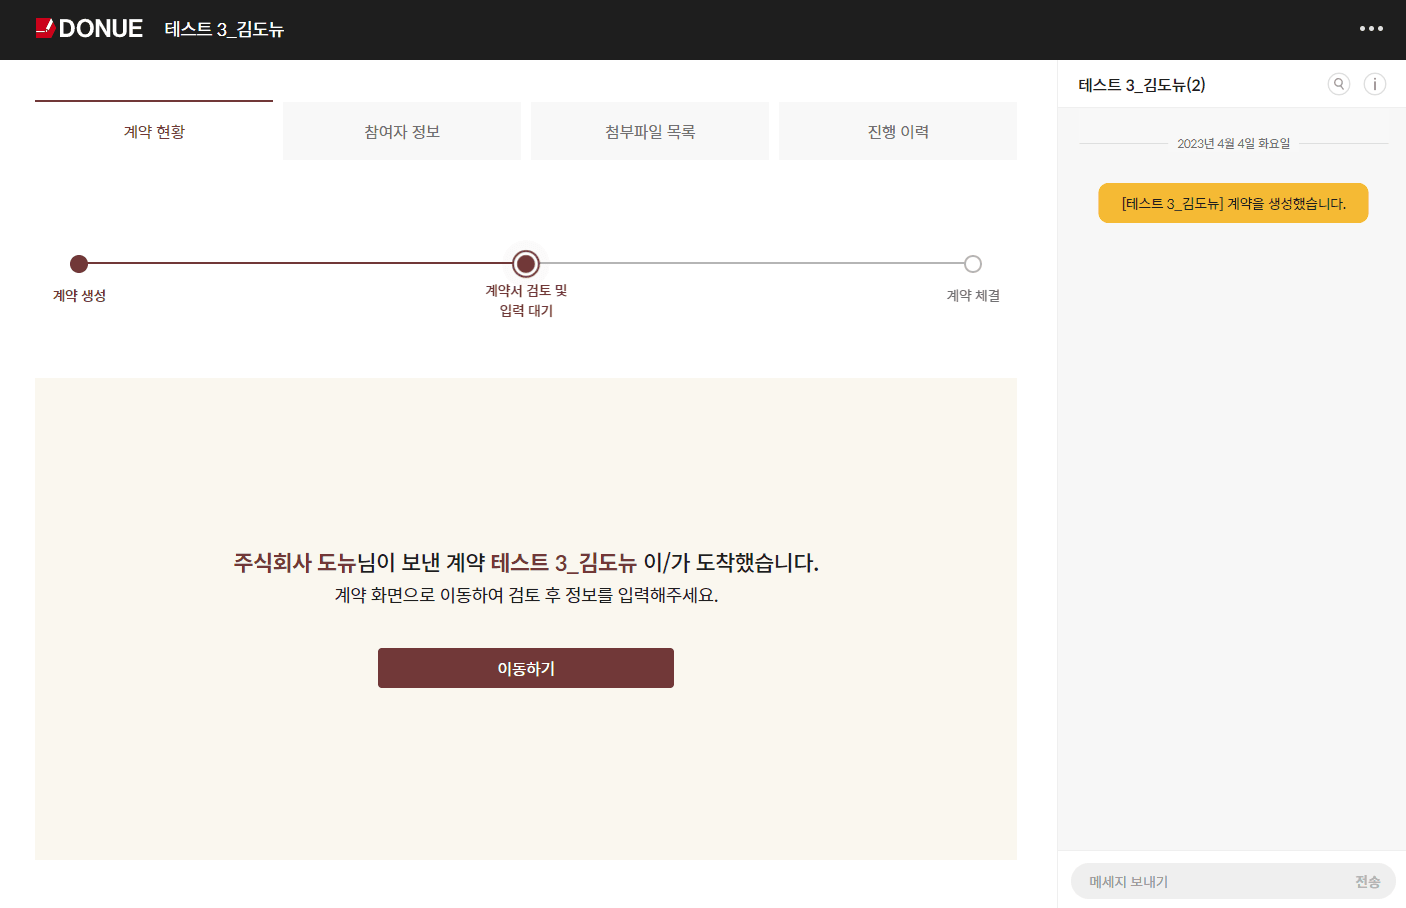 DONUE 테스트 3_김도뉴
계약 현황
참여자 정보
첨부파일 목록
진행 이력
계약 생성
계약서 검토 및
입력 대기
계약 체결
주식회사 도뉴님이 보낸 계약 테스트 3_김도뉴 이/가 도착했습니다.
계약 화면으로 이동하여 검토 후 정보를 입력해주세요.
이동하기
테스트 3_김도뉴(2)
2023년 4월 4일 화요일
[테스트 3_김도뉴] 계약을 생성했습니다.
메세지 보내기
전송